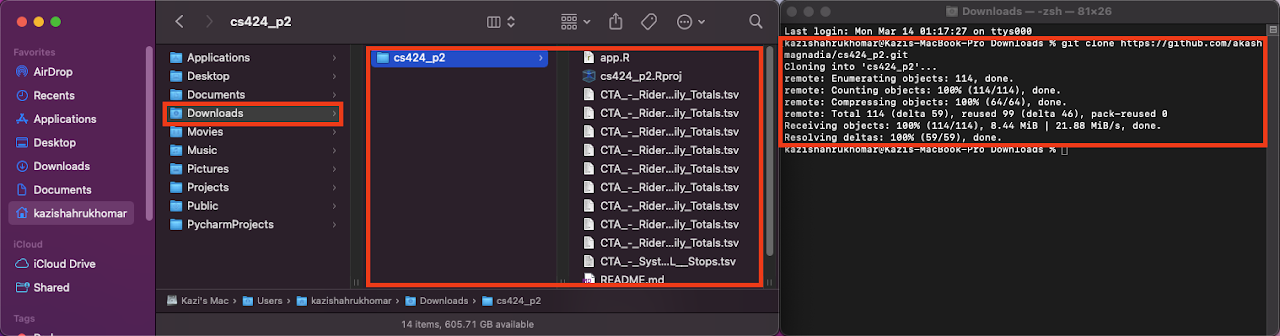 cs424_p2
Favorites
AirDrop
Recents
Applications
Desktop
Downloads
Documents
kazishahrukhomar
iCloud
iCloud Drive
Shared
Tags
Applications
Desktop
Documents
Downloads
Movies
Music
Pictures
Projects
Public
PycharmProjects
cs424_p2
app.R
cs424_p2.Rproj
CTA_-_Rider...ily_Totals.tsv
CTA_-_Rider...ily_Totals.tsv
CTA_-_Rider...ily_Totals.tsv
CTA_-_Rider...ily_Totals.tsv
CTA_-_Rider...ily_Totals.tsv
CTA_-_Rider...ily_Totals.tsv
CTA_-_Rider...ily_Totals.tsv
CTA_-_Rider...ily_Totals.tsv
CTA_-_Rider...ily_Totals.tsv
CTA_-_Syst...L__Stops.tsv
README.md
Kazi's Mac › Users › kazishahrukhomar › Downloads › cs424_p2
14 items, 605.71 GB available
Downloads — -zsh — 81×26
Last login: Mon Mar 14 01:17:27 on ttys000
kazishahrukhomar@Kazis-MacBook-Pro Downloads % git clone https://github.com/akash
magnadia/cs424_p2.git
Cloning into 'cs424_p2'...
remote: Enumerating objects: 114, done.
remote: Counting objects: 100% (114/114), done.
remote: Compressing objects: 100% (64/64), done.
remote: Total 114 (delta 59), reused 99 (delta 46), pack-reused 0
Receiving objects: 100% (114/114), 8.44 MiB | 21.88 MiB/s, done.
Resolving deltas: 100% (59/59), done.
kazishahrukhomar@Kazis-MacBook-Pro Downloads %